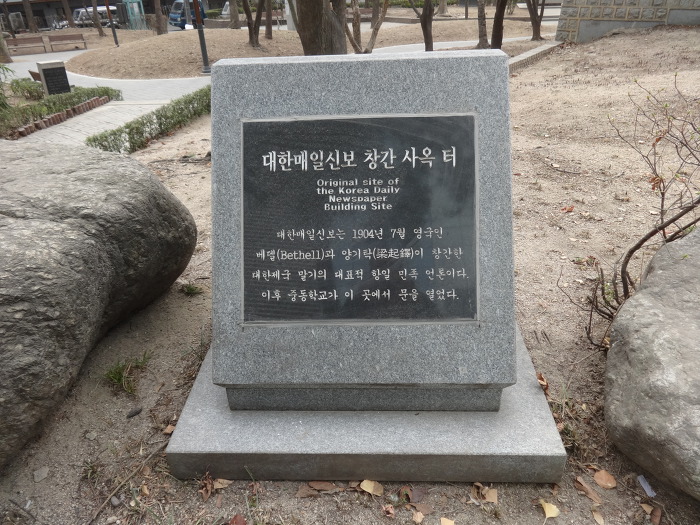 대한매일신보 창간 사옥 터
Original site of
the Korea Daily
Newspaper
Building Site
대한매일신보는 1904년 7월 영국인
베델(Bethell)과 양기탁(梁起鐸)이 창간한
대한제국 말기의 대표적 항일 민족 언론이다.
이후 중동학교가 이 곳에서 문을 열었다.